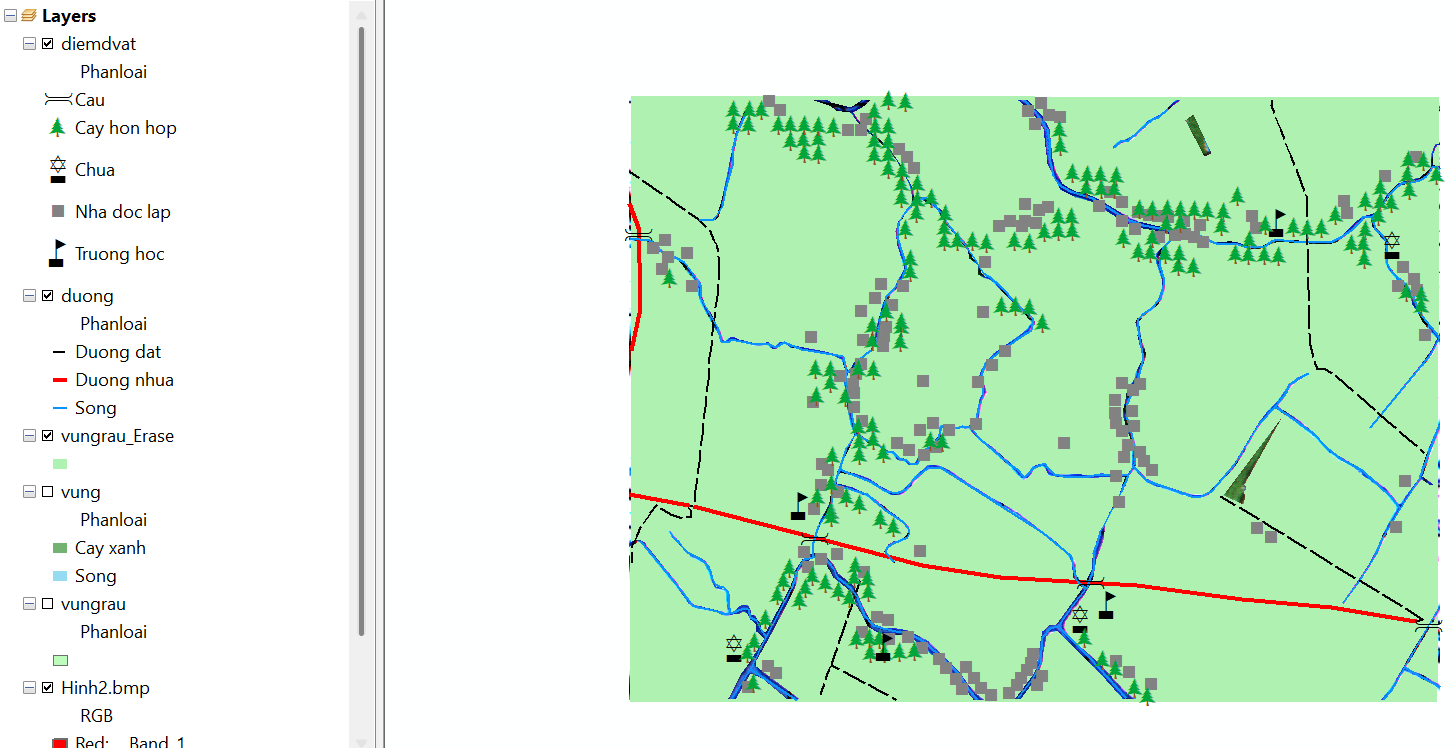 Layers
diemdvat
Phanloai
Cau
Cay hon hop
Chua
Nha doc lap
Truong hoc
duong
Phanloai
Duong dat
Duong nhua
Song
vungrau_Erase
vung
Phanloai
Cay xanh
Song
vungrau
Phanloai
Hinh2.bmp
RGB
Red: Band_1